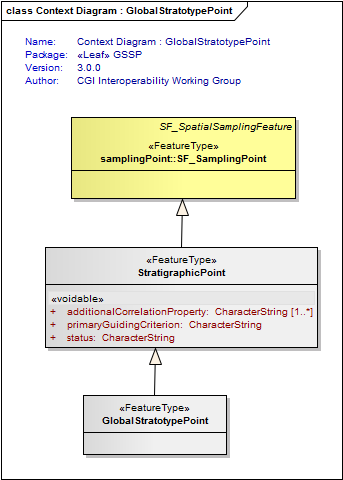 class Context Diagram : GlobalStratotypePoint
Name: Context Diagram : GlobalStratotypePoint
Package: «Leaf» GSSP
Version: 3.0.0
Author: CGI Interoperability Working Group
SF_SpatialSamplingFeature
«FeatureType»
samplingPoint::SF_SamplingPoint
«FeatureType»
StratigraphicPoint
«voidable»
+ additionalCorrelationProperty: CharacterString [1..*]
+ primaryGuidingCriterion: CharacterString
+ status: CharacterString
«FeatureType»
GlobalStratotypePoint